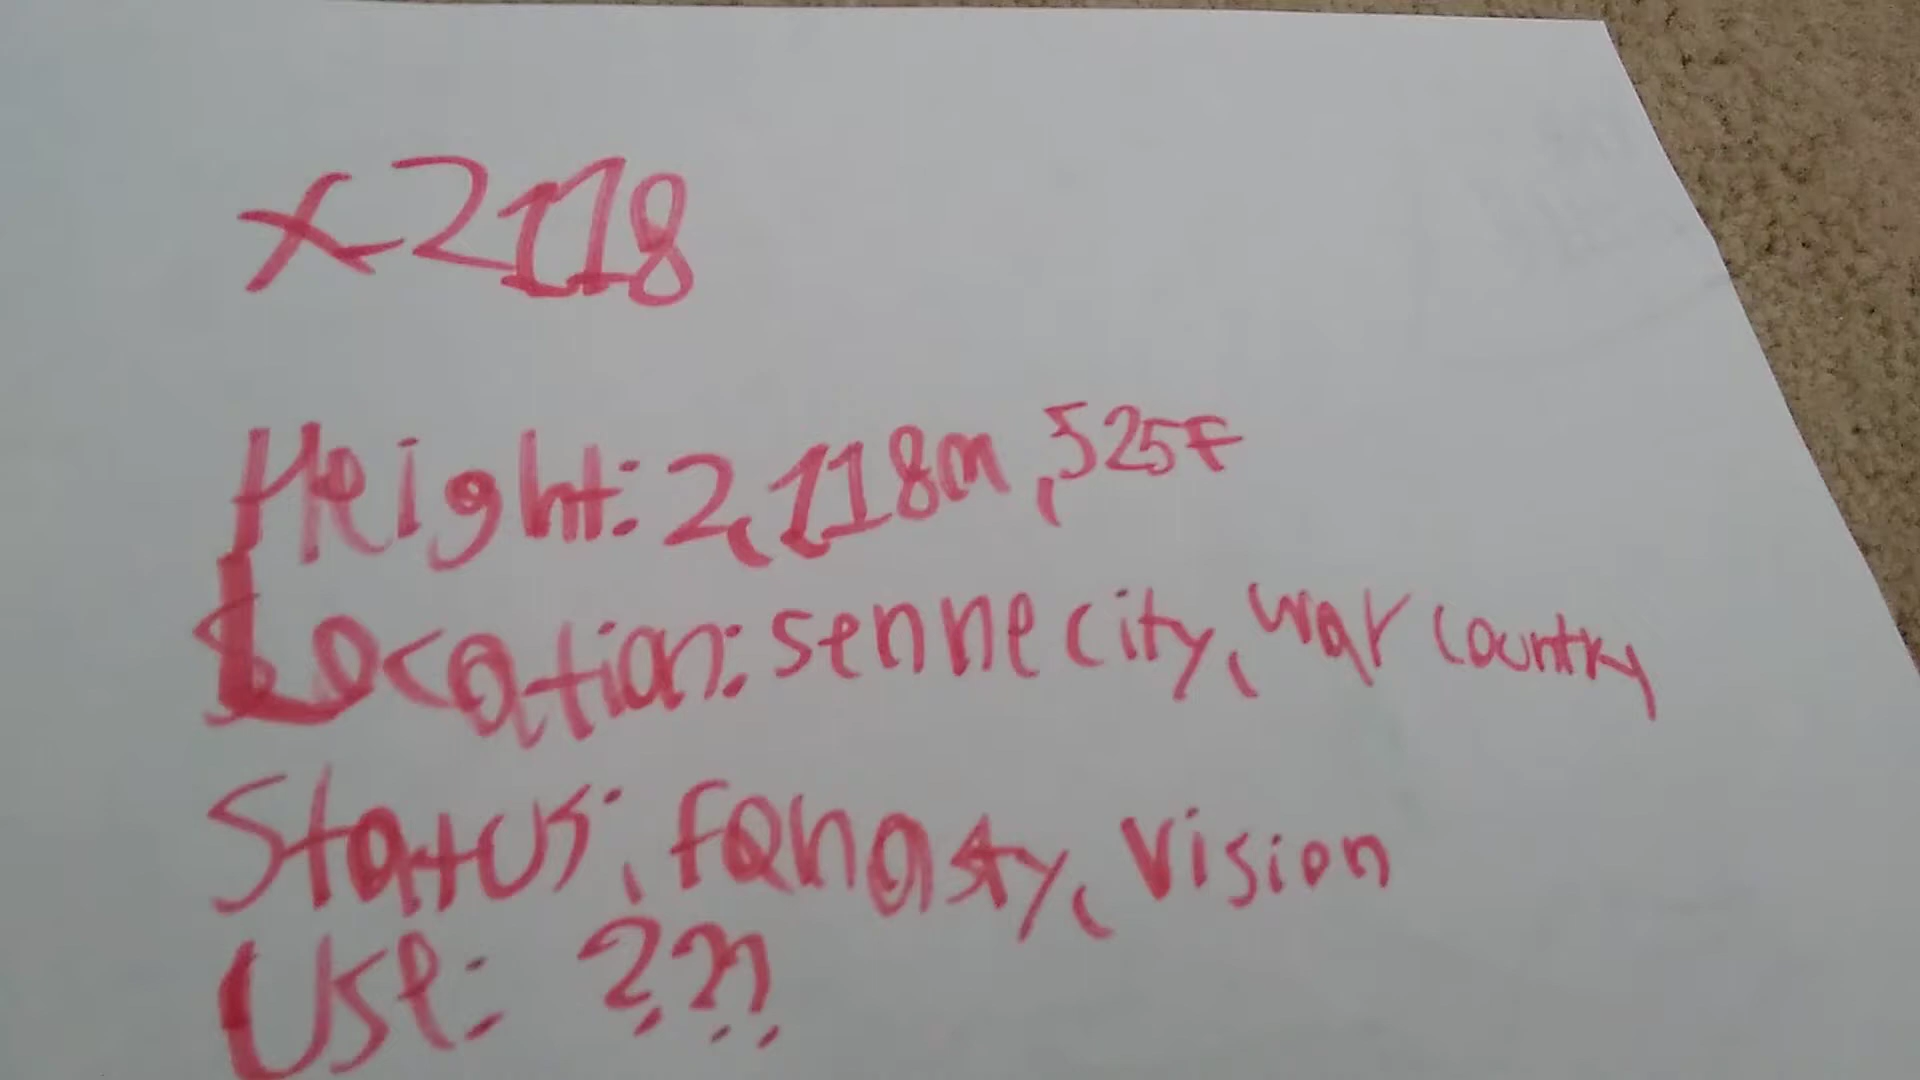 x2118
Height: 2,118m, 525F
Location: senne city, war country
Status: fanasty, vision
Use: ???